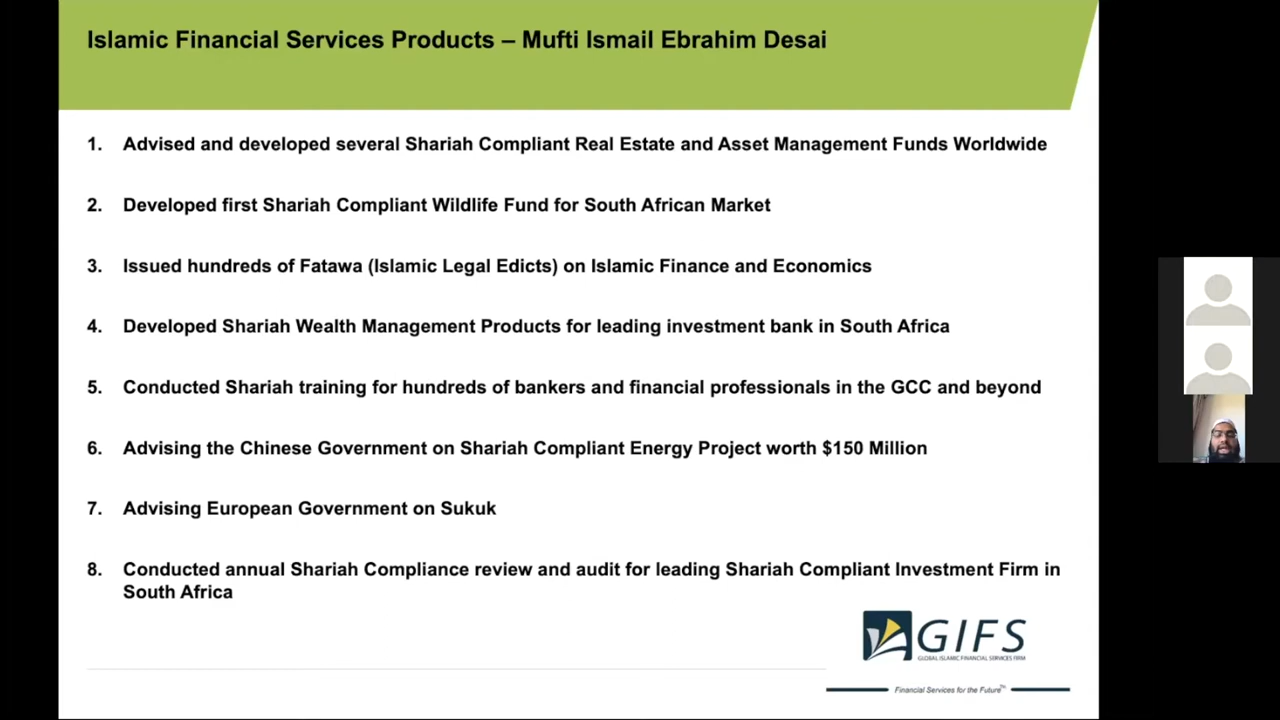 Islamic Financial Services Products – Mufti Ismail Ebrahim Desai
1. Advised and developed several Shariah Compliant Real Estate and Asset Management Funds Worldwide
2. Developed first Shariah Compliant Wildlife Fund for South African Market
3. Issued hundreds of Fatawa (Islamic Legal Edicts) on Islamic Finance and Economics
4. Developed Shariah Wealth Management Products for leading investment bank in South Africa
5. Conducted Shariah training for hundreds of bankers and financial professionals in the GCC and beyond
6. Advising the Chinese Government on Shariah Compliant Energy Project worth $150 Million
7. Advising European Government on Sukuk
8. Conducted annual Shariah Compliance review and audit for leading Shariah Compliant Investment Firm in
South Africa
GIFS
GLOBAL ISLAMIC FINANCIAL SERVICES FIRM
Financial Services for the Future™